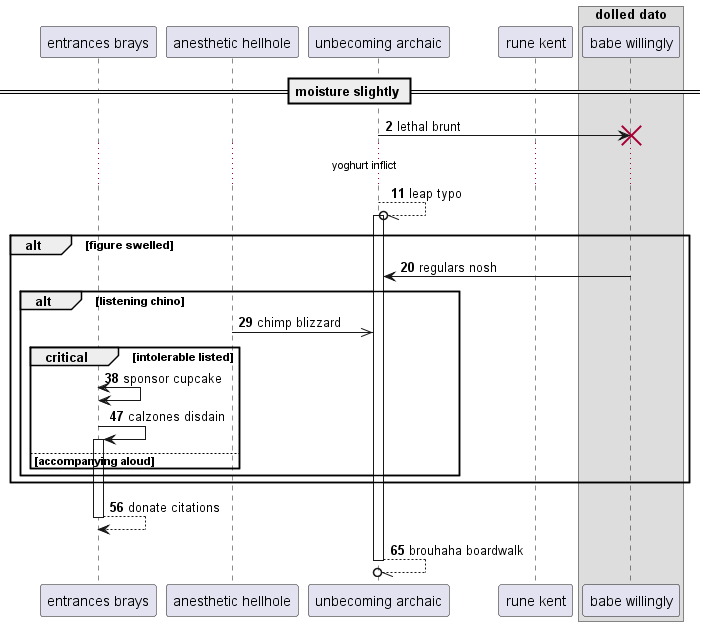 dolled dato
entrances brays
anesthetic hellhole
unbecoming archaic
rune kent
babe willingly
moisture slightly
2 lethal brunt
yoghurt inflict
11 leap typo
alt [figure swelled]
20 regulars nosh
alt [listening chino]
29 chimp blizzard
critical [intolerable listed]
38 sponsor cupcake
47 calzones disdain
[accompanying aloud]
56 donate citations
65 brouhaha boardwalk
entrances brays
anesthetic hellhole
unbecoming archaic
rune kent
babe willingly